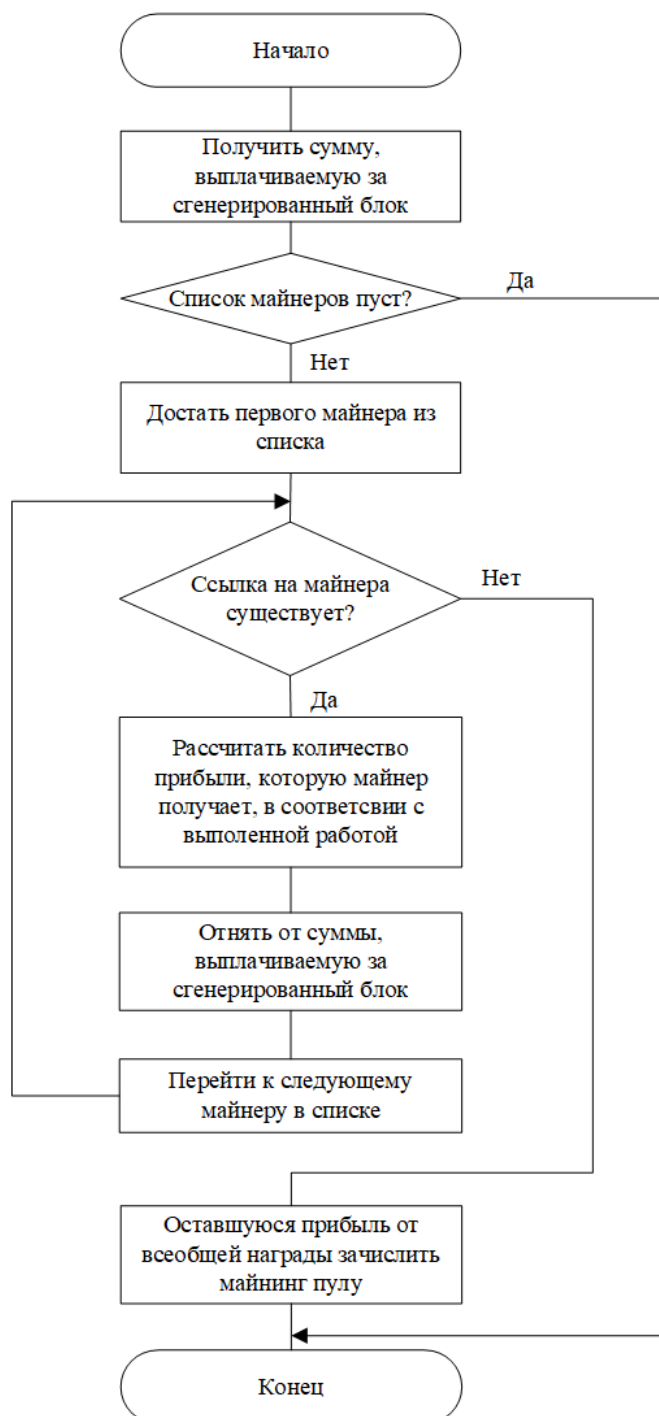 Начало
Получить сумму,
выплачиваемую за
сгенерированный блок
Список майнеров пуст?
Да
Нет
Достать первого майнера из
списка
Ссылка на майнера
существует?
Нет
Да
Рассчитать количество
прибыли, которую майнер
получает, в соответсвии с
выполенной работой
Отнять от суммы,
выплачиваемую за
сгенерированный блок
Перейти к следующему
майнеру в списке
Оставшуюся прибыль от
всеобщей награды зачислить
майнинг пулу
Конец